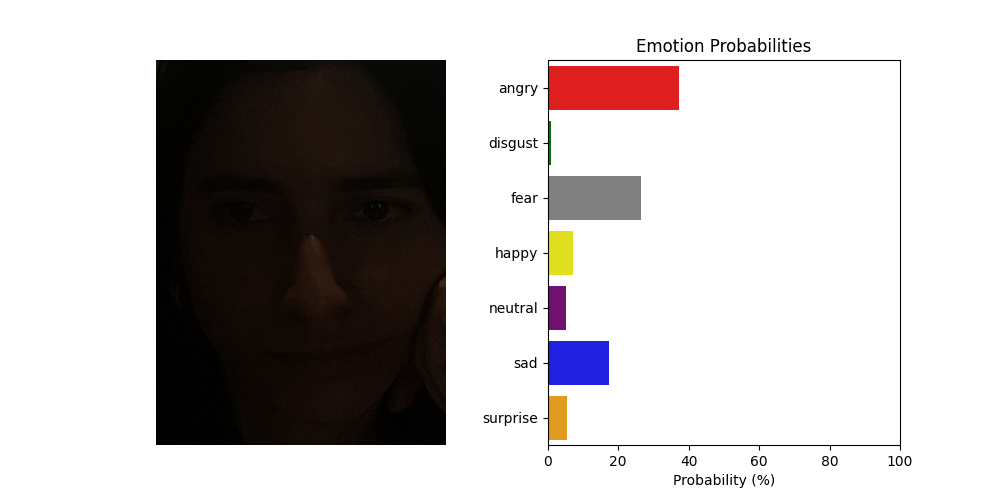 Emotion Probabilities
angry
disgust
fear
happy
neutral
sad
surprise
0 20 40 60 80 100
Probability (%)